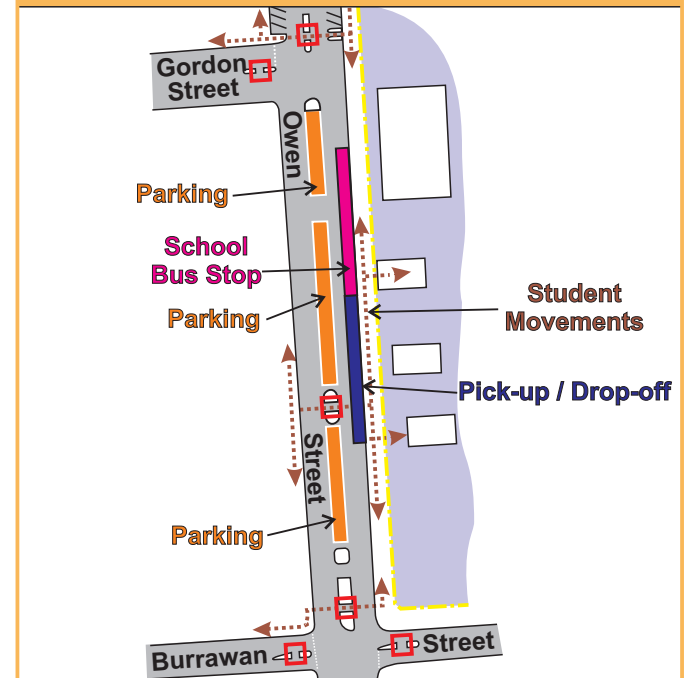 Gordon
Street
Owen
Parking
School
Bus Stop
Parking
Student
Movements
Pick-up / Drop-off
Street
Parking
Burrawan
Street